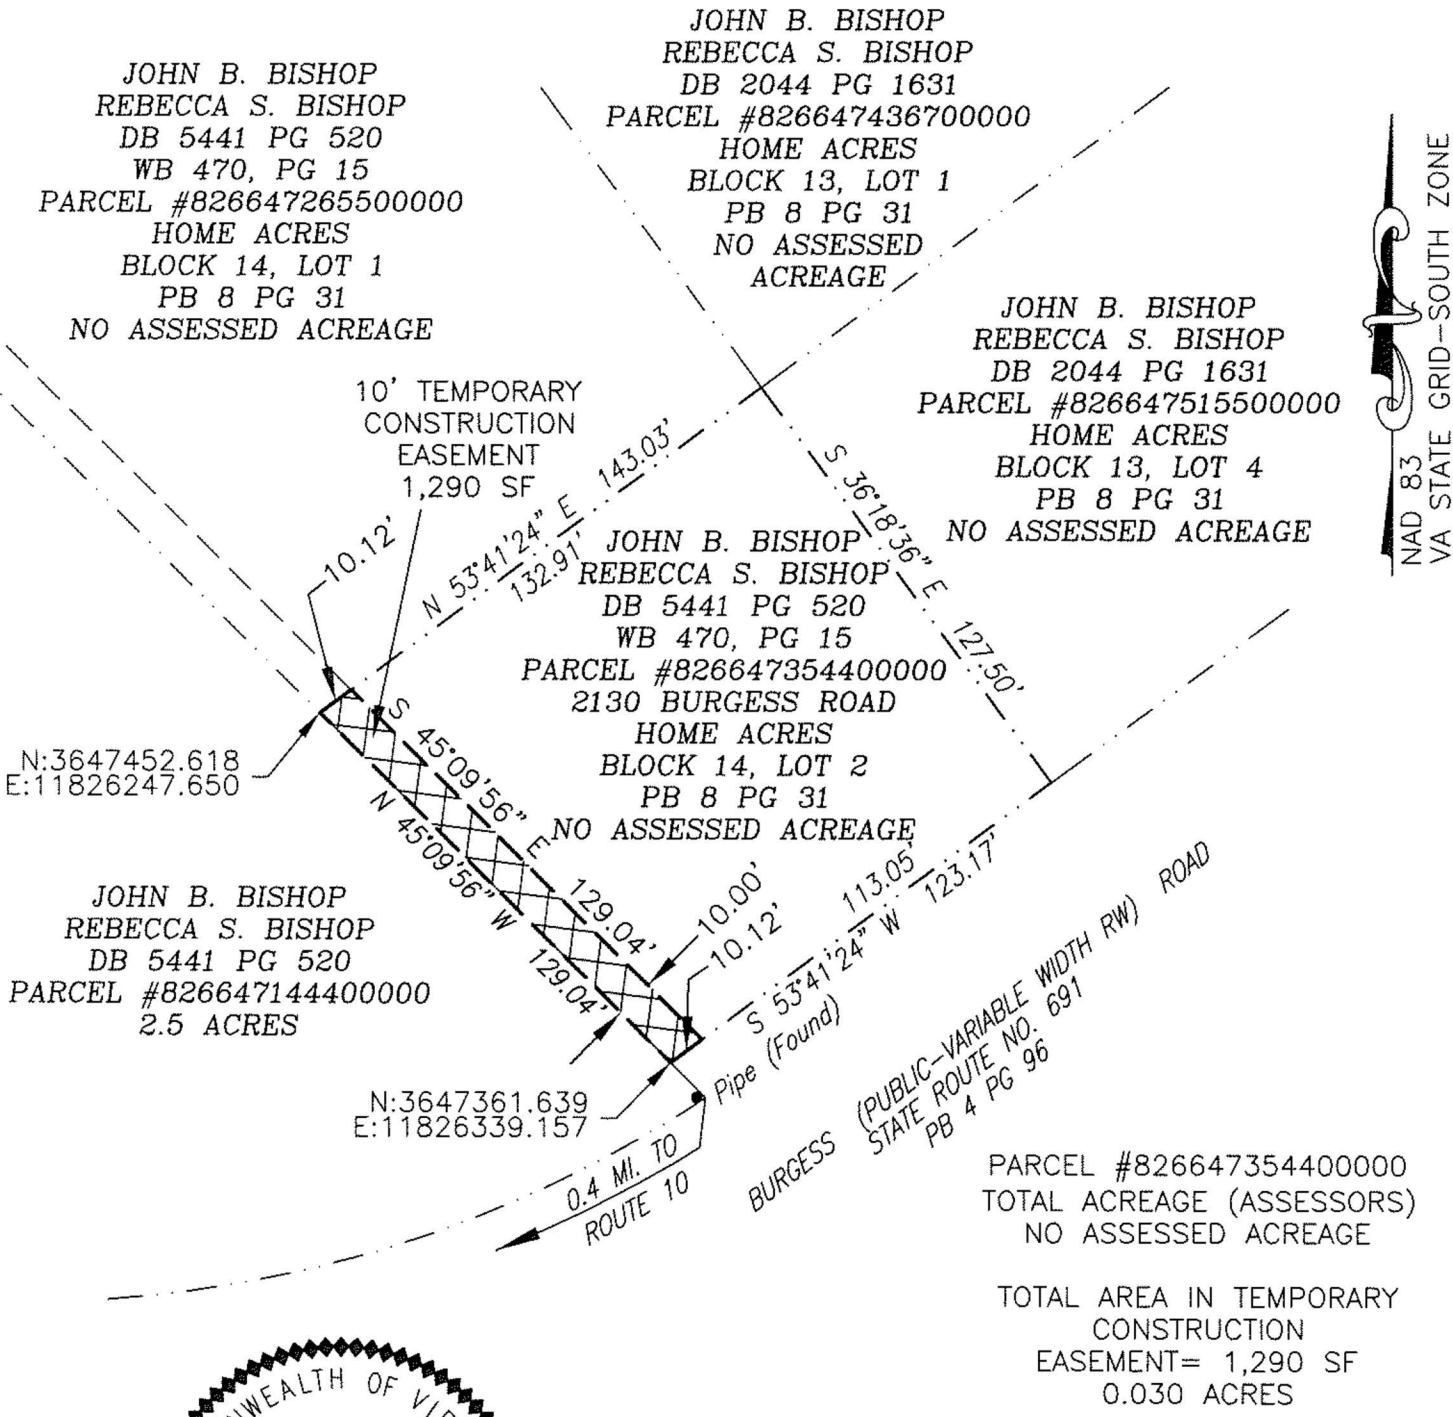 JOHN B. BISHOP
REBECCA S. BISHOP
DB 5441 PG 520
WB 470, PG 15
PARCEL #826647265500000
HOME ACRES
BLOCK 14, LOT 1
PB 8 PG 31
NO ASSESSED ACREAGE
JOHN B. BISHOP
REBECCA S. BISHOP
DB 2044 PG 1631
PARCEL #826647436700000
HOME ACRES
BLOCK 13, LOT 1
PB 8 PG 31
NO ASSESSED
ACREAGE
JOHN B. BISHOP
REBECCA S. BISHOP
DB 2044 PG 1631
PARCEL #826647515500000
HOME ACRES
BLOCK 13, LOT 4
PB 8 PG 31
NO ASSESSED ACREAGE
NAD 83
VA STATE GRID-SOUTH ZONE
10' TEMPORARY
CONSTRUCTION
EASEMENT
1,290 SF
10.12'
N 53°41'24" E 143.03'
132.91'
S 36°18'36" E 127.50'
JOHN B. BISHOP
REBECCA S. BISHOP
DB 5441 PG 520
WB 470, PG 15
PARCEL #826647354400000
2130 BURGESS ROAD
HOME ACRES
BLOCK 14, LOT 2
PB 8 PG 31
NO ASSESSED ACREAGE
N:3647452.618
E:11826247.650
S 45°09'56" E 129.04'
N 45°09'56" W 129.04'
JOHN B. BISHOP
REBECCA S. BISHOP
DB 5441 PG 520
PARCEL #826647144400000
2.5 ACRES
10.00'
10.12'
113.05'
S 53°41'24" W 123.17'
Pipe (Found)
N:3647361.639
E:11826339.157
0.4 MI. TO
ROUTE 10
BURGESS (PUBLIC-VARIABLE WIDTH RW) ROAD
STATE ROUTE NO. 691
PB 4 PG 96
PARCEL #826647354400000
TOTAL ACREAGE (ASSESSORS)
NO ASSESSED ACREAGE
TOTAL AREA IN TEMPORARY
CONSTRUCTION
EASEMENT= 1,290 SF
0.030 ACRES
OF